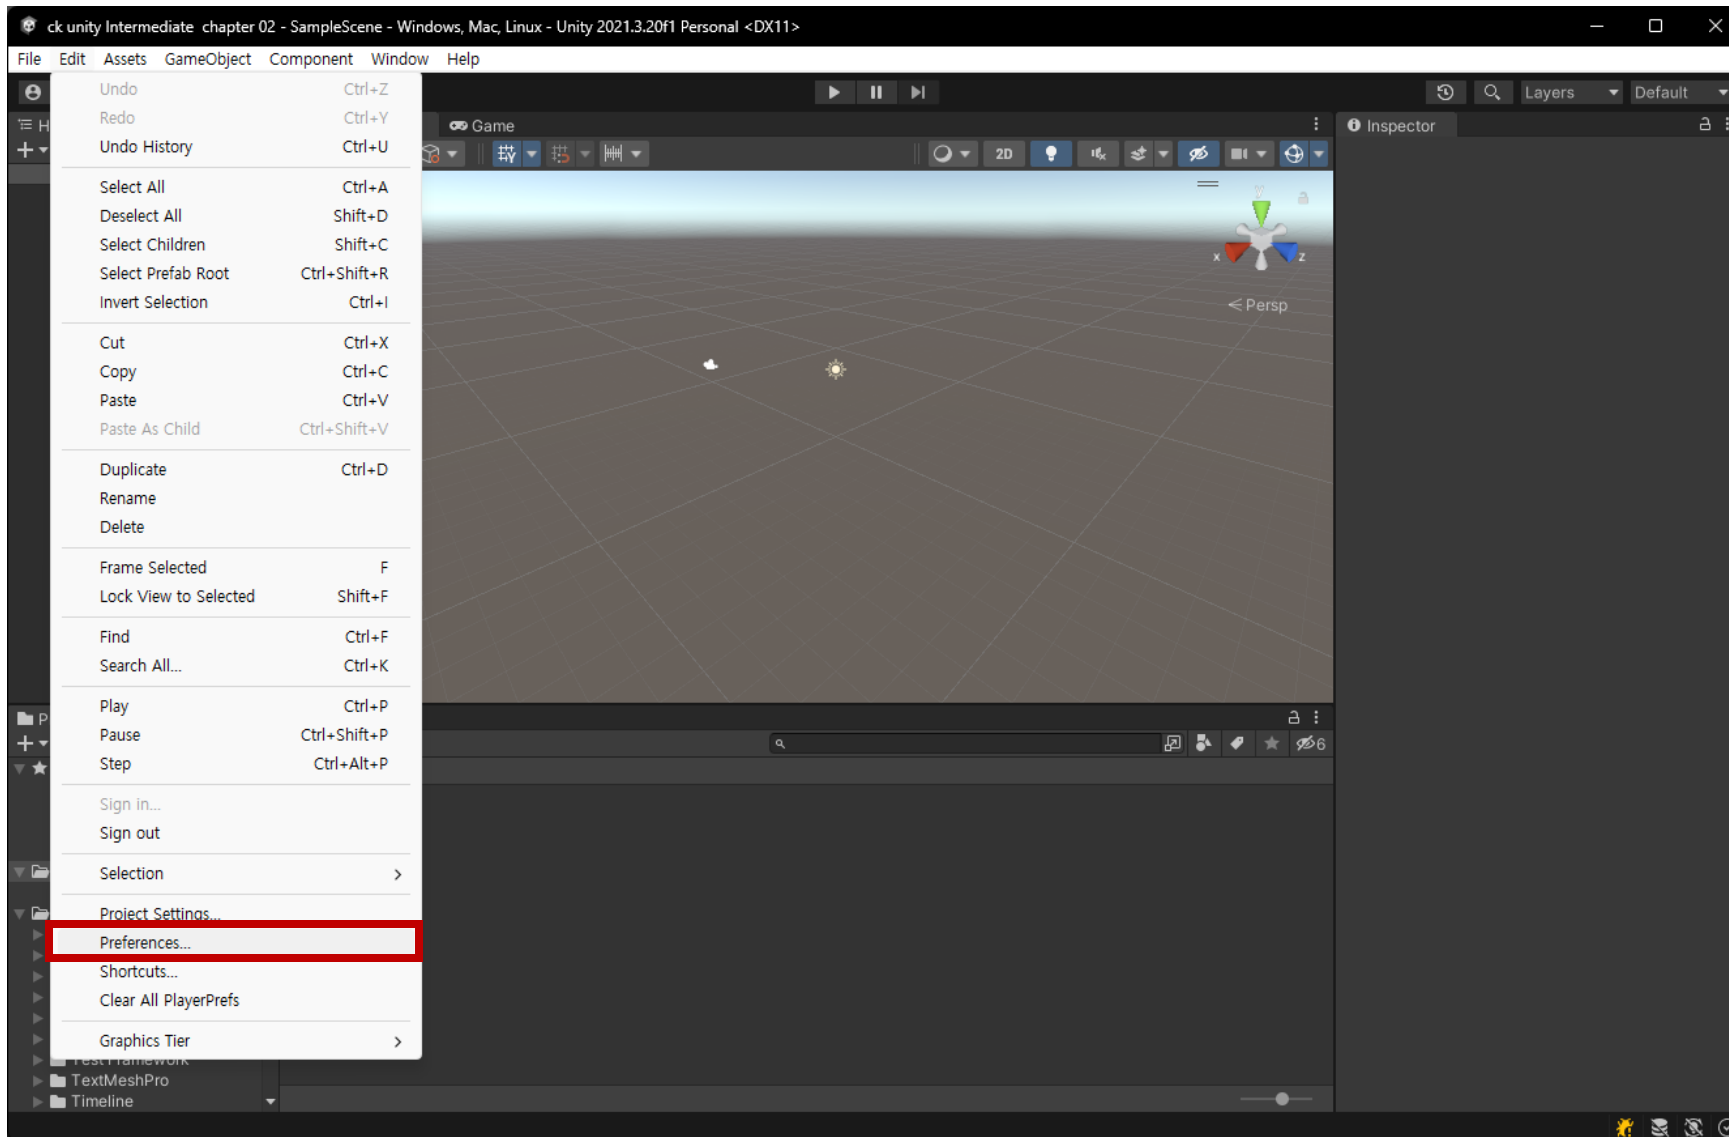 ck unity Intermediate  chapter 02 - SampleScene - Windows, Mac, Linux - Unity 2021.3.20f1 Personal <DX11>
File Edit Assets GameObject Component Window Help
Layers Default
Undo Ctrl+Z
Redo Ctrl+Y
Undo History Ctrl+U
Select All Ctrl+A
Deselect All Shift+D
Select Children Shift+C
Select Prefab Root Ctrl+Shift+R
Invert Selection Ctrl+I
Cut Ctrl+X
Copy Ctrl+C
Paste Ctrl+V
Paste As Child Ctrl+Shift+V
Duplicate Ctrl+D
Rename
Delete
Frame Selected F
Lock View to Selected Shift+F
Find Ctrl+F
Search All... Ctrl+K
Play Ctrl+P
Pause Ctrl+Shift+P
Step Ctrl+Alt+P
Sign in...
Sign out
Selection
Project Settings...
Preferences...
Shortcuts...
Clear All PlayerPrefs
Graphics Tier
H
Game
Inspector
2D
y
x
z
Persp
P
6
Test Framework
TextMeshPro
Timeline